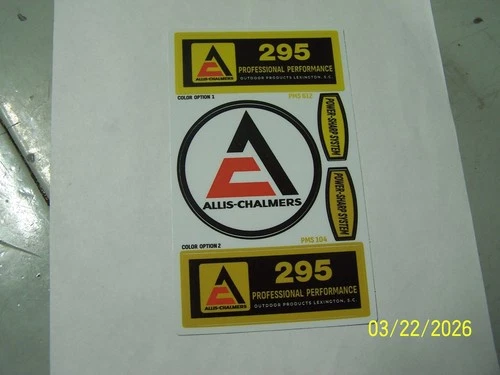 295
PROFESSIONAL PERFORMANCE
OUTDOOR PRODUCTS LEXINGTON, S.C.
ALLIS-CHALMERS
COLOR OPTION 1
PMS 612
POWER-SHARP SYSTEM
ALLIS-CHALMERS
POWER-SHARP SYSTEM
COLOR OPTION 2
PMS 104
295
PROFESSIONAL PERFORMANCE
OUTDOOR PRODUCTS LEXINGTON, S.C.
ALLIS-CHALMERS
03/22/2026